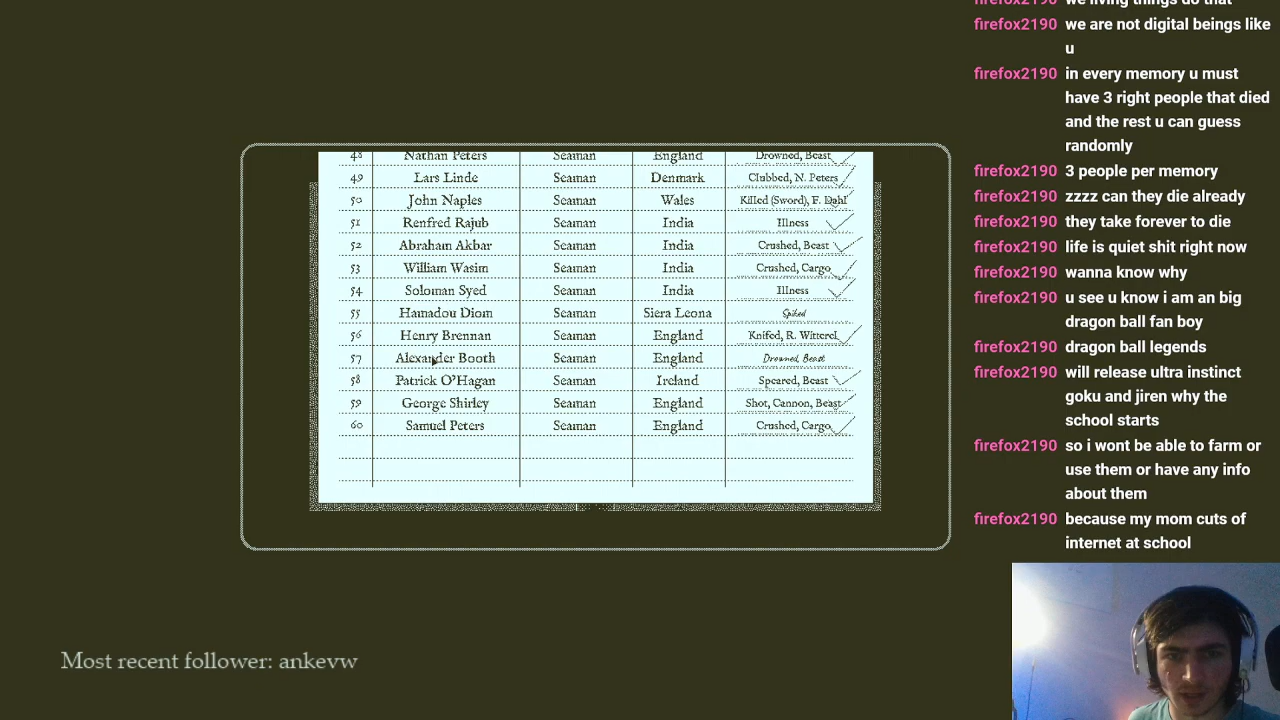 48 Nathan Peters Seaman England Drowned, Beast
49 Lars Linde Seaman Denmark Clubbed, N. Peters
50 John Naples Seaman Wales Killed (Sword), F. Dahl
51 Renfred Rajub Seaman India Illness
52 Abraham Akbar Seaman India Crushed, Beast
53 William Wasim Seaman India Crushed, Cargo
54 Soloman Syed Seaman India Illness
55 Hamadou Diom Seaman Siera Leona Spiked
56 Henry Brennan Seaman England Knifed, R. Witterel
57 Alexander Booth Seaman England Drowned, Beast
58 Patrick O'Hagan Seaman Ireland Speared, Beast
59 George Shirley Seaman England Shot, Cannon, Beast
60 Samuel Peters Seaman England Crushed, Cargo
firefox2190 we living things do that
firefox2190 we are not digital beings like
u
firefox2190 in every memory u must
have 3 right people that died
and the rest u can guess
randomly
firefox2190 3 people per memory
firefox2190 zzzz can they die already
firefox2190 they take forever to die
firefox2190 life is quiet shit right now
firefox2190 wanna know why
firefox2190 u see u know i am an big
dragon ball fan boy
firefox2190 dragon ball legends
firefox2190 will release ultra instinct
goku and jiren why the
school starts
firefox2190 so i wont be able to farm or
use them or have any info
about them
firefox2190 because my mom cuts of
internet at school
Most recent follower: ankevw